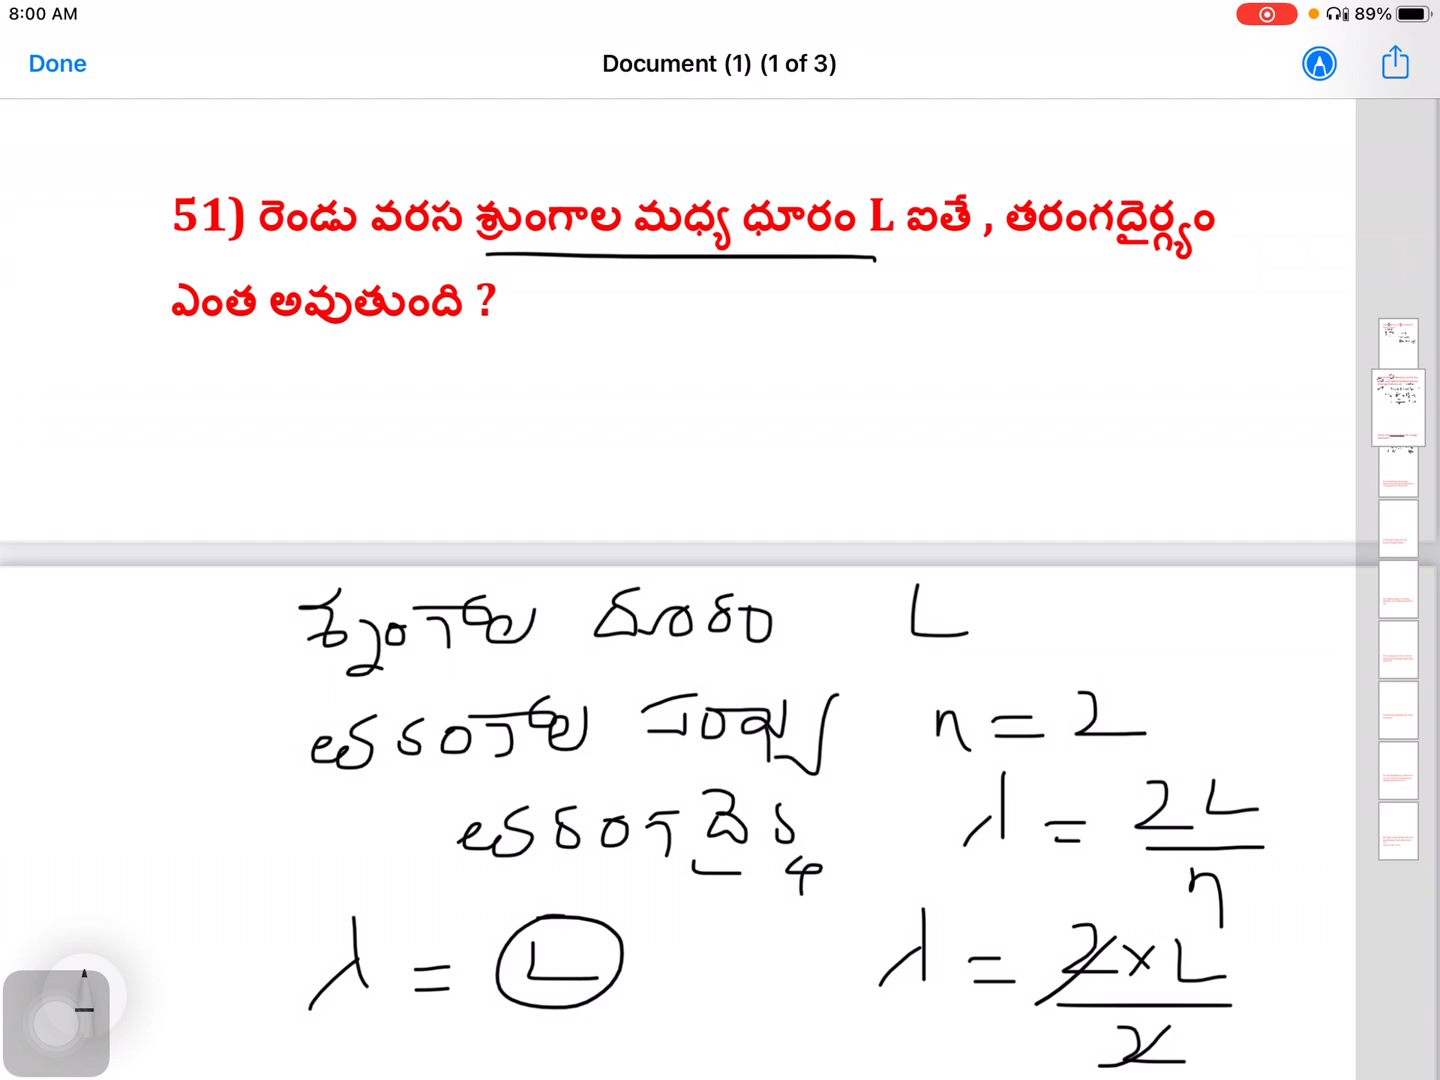 8:00 AM
89%
Done
Document (1) (1 of 3)
51) రెండు వరస శ్రుంగాల మధ్య ధూరం L ఐతే , తరంగదైర్ఘ్యం
ఎంత అవుతుంది ?
దూరం L
తరంగాల సంఖ్య n = 2
λ = 2L / n
λ = L
λ = 2 × L / 2